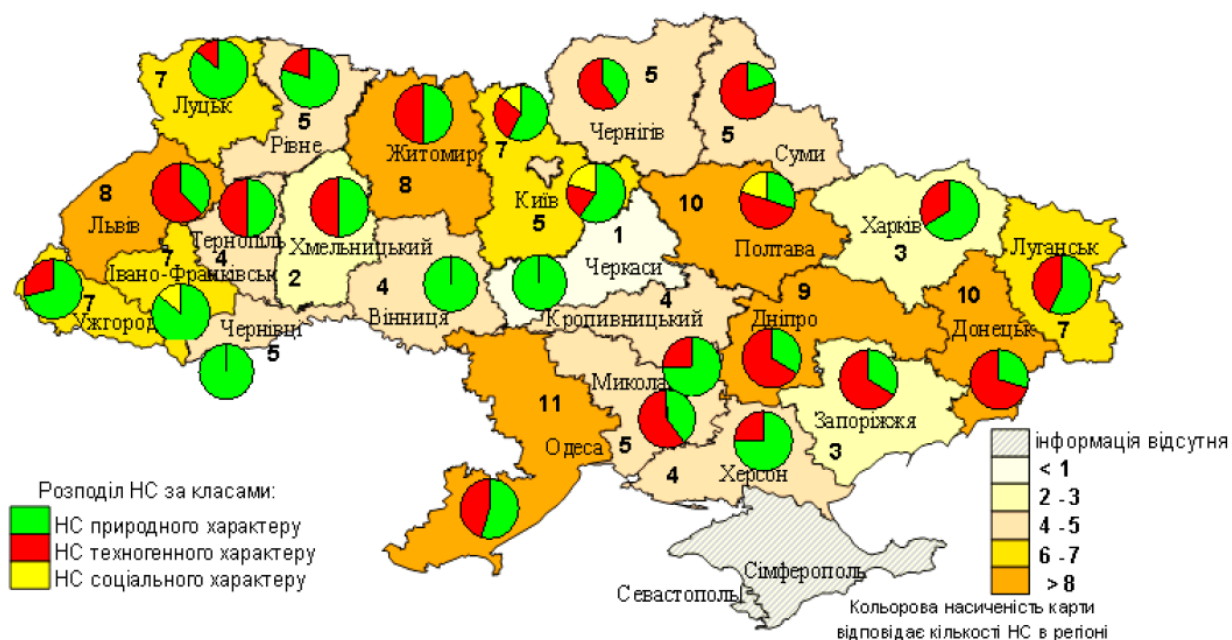 7
Луцьк
5
Рівне
Житомир
8
7
Київ
5
5
Чернігів
5
Суми
8
Львів
Тернопіль
4
Хмельницький
2
7
Івано-Франківськ
7
Ужгород
Чернівці
5
4
Вінниця
1
Черкаси
10
Полтава
Харків
3
Луганськ
7
4
Кропивницький
9
Дніпро
10
Донецьк
Микола
5
11
Одеса
4
Херсон
Запоріжжя
3
Сімферополь
Севастополь
Розподіл НС за класами:
НС природного характеру
НС техногенного характеру
НС соціального характеру
інформація відсутня
< 1
2 - 3
4 - 5
6 - 7
> 8
Кольорова насиченість карти
відповідає кількості НС в регіоні